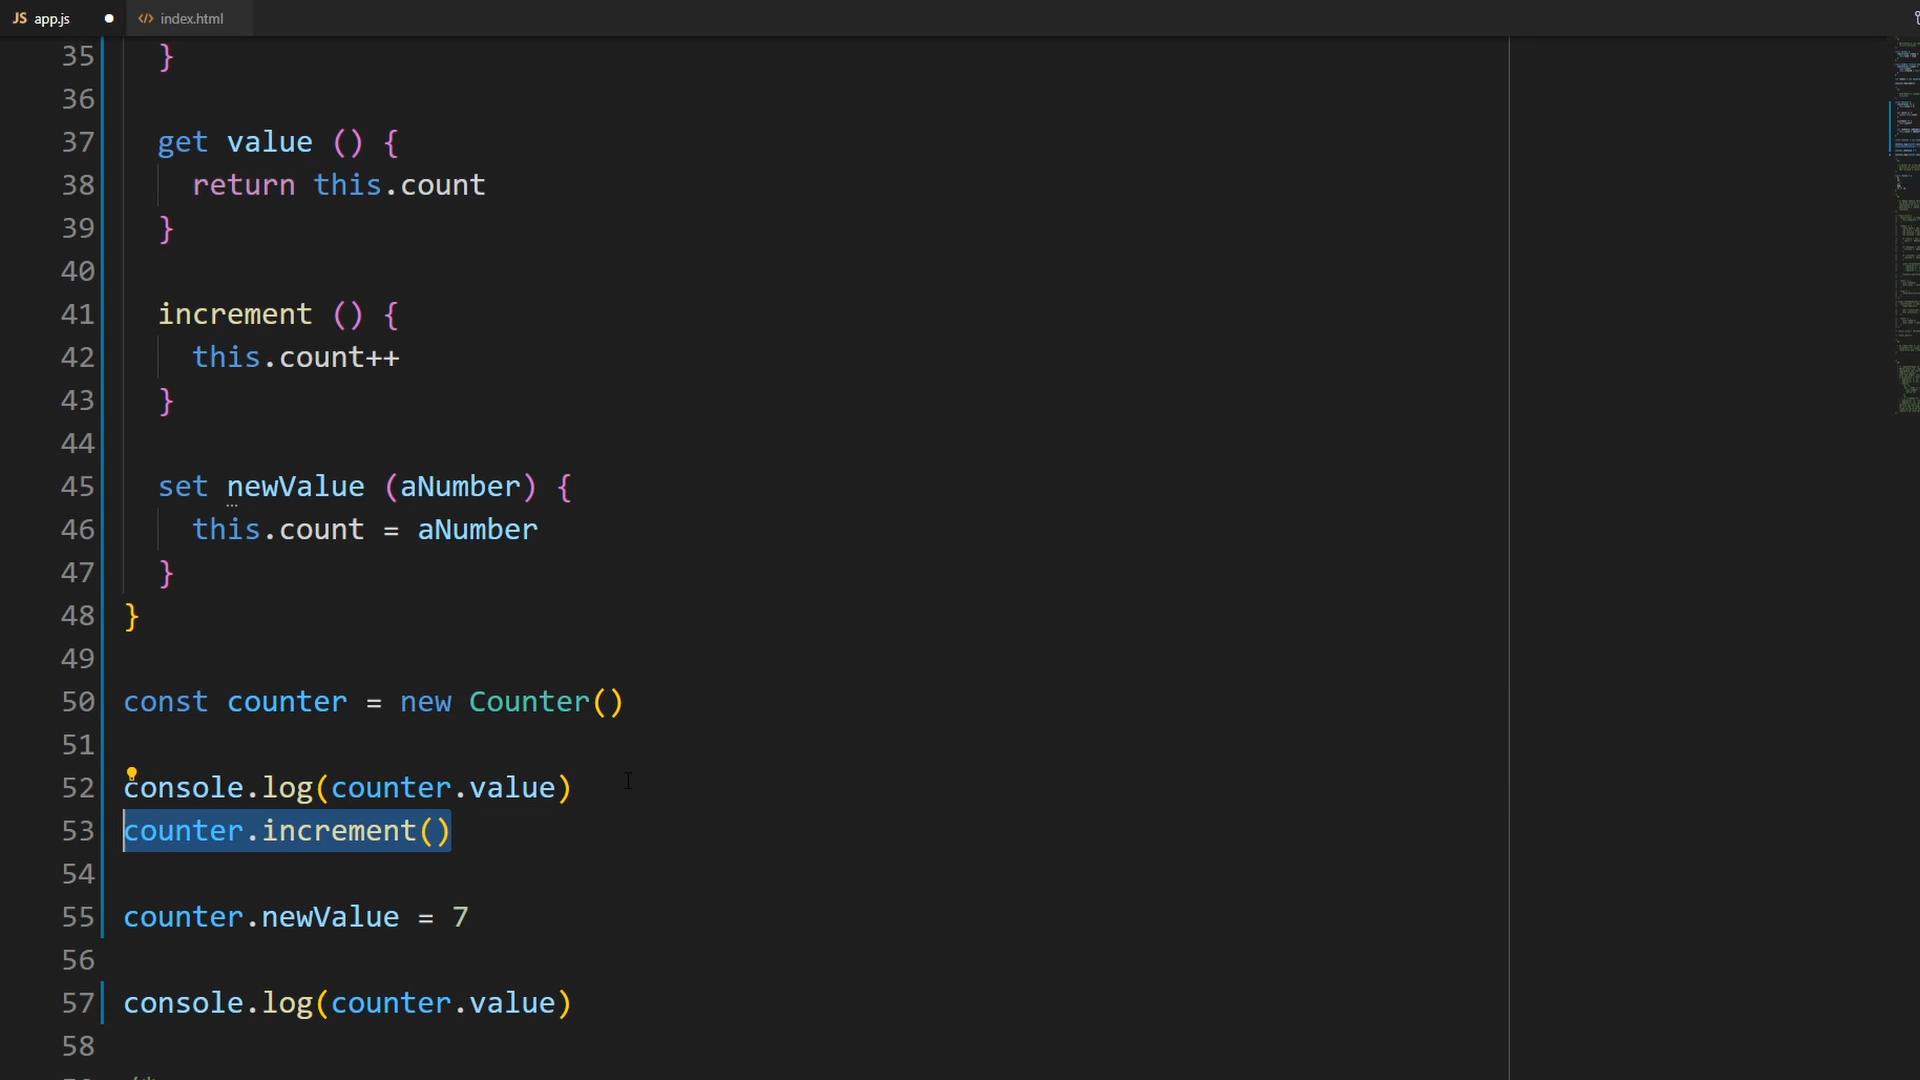 JS app.js ● <> index.html
35 }
36
37 get value () {
38 return this.count
39 }
40
41 increment () {
42 this.count++
43 }
44
45 set newValue (aNumber) {
46 this.count = aNumber
47 }
48 }
49
50 const counter = new Counter()
51
52 console.log(counter.value)
53 counter.increment()
54
55 counter.newValue = 7
56
57 console.log(counter.value)
58